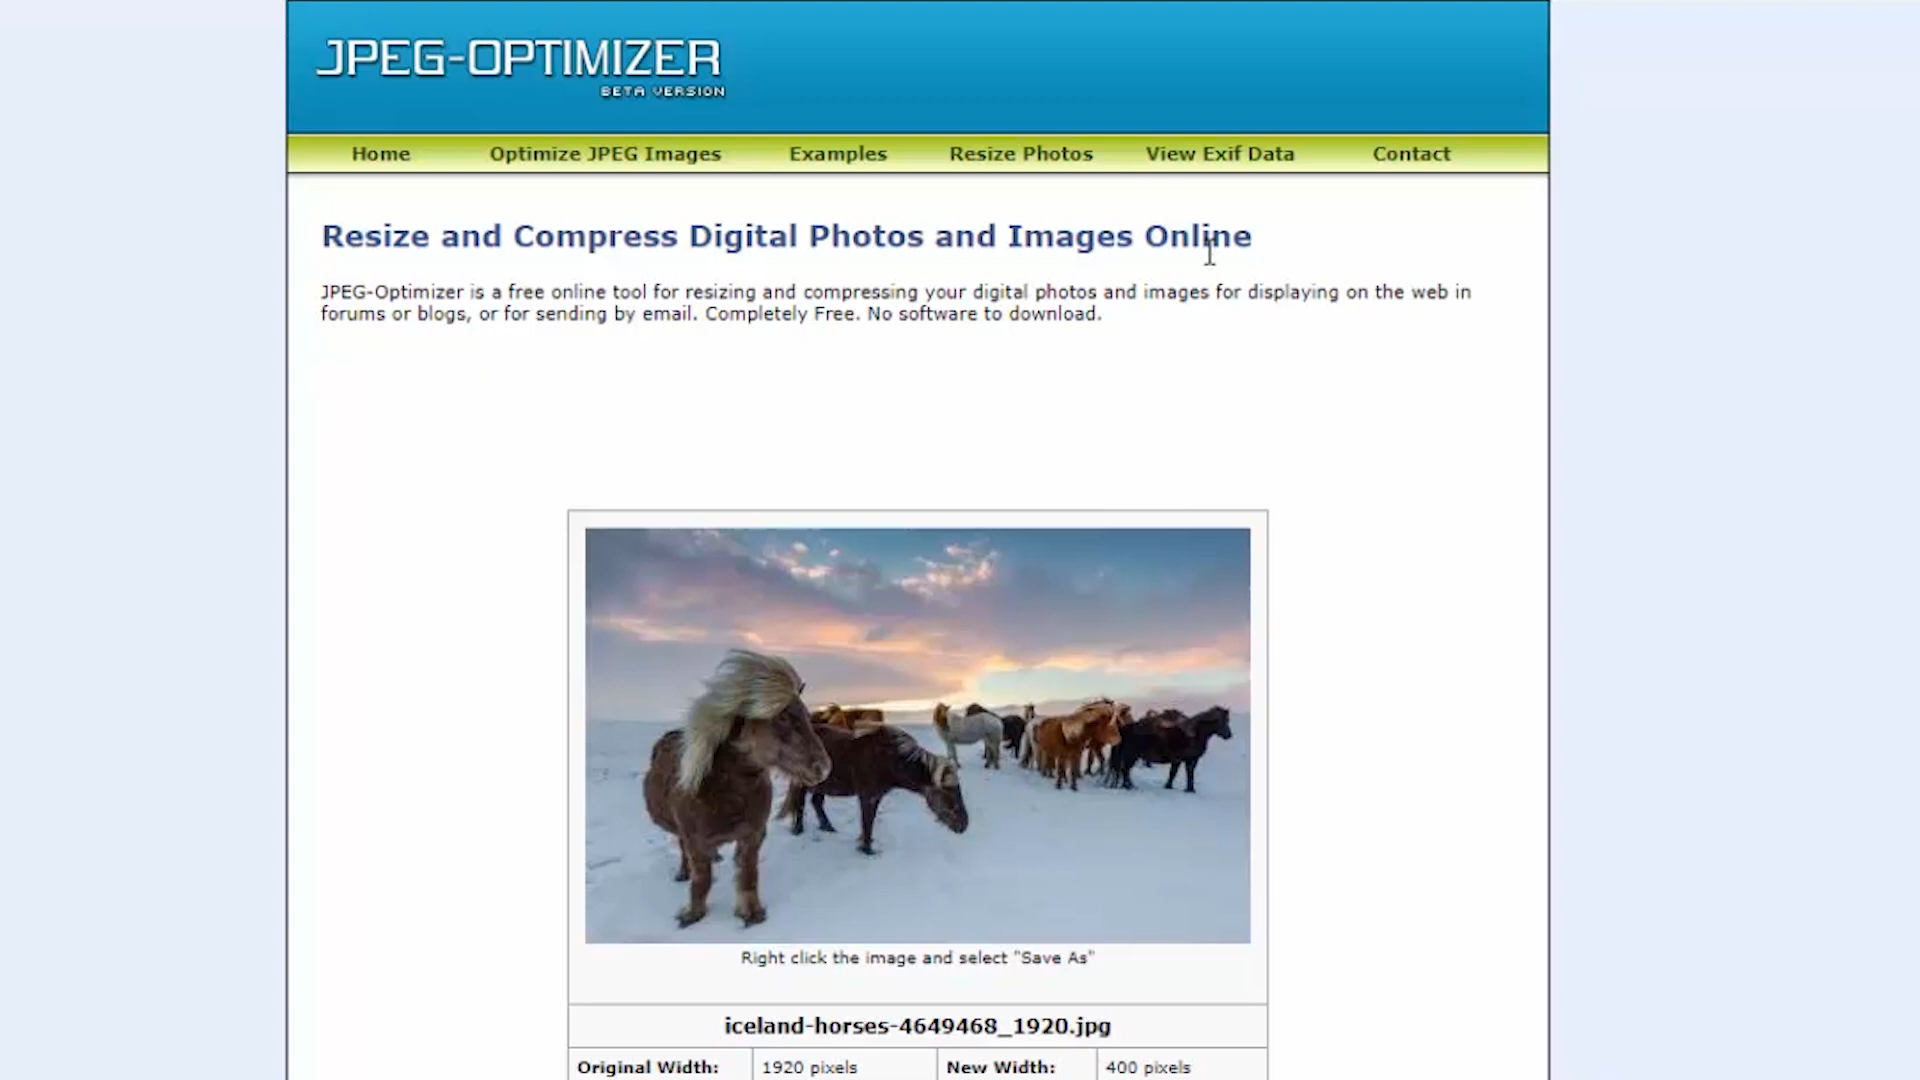 JPEG-OPTIMIZER
BETA VERSION
Home Optimize JPEG Images Examples Resize Photos View Exif Data Contact
Resize and Compress Digital Photos and Images Online
JPEG-Optimizer is a free online tool for resizing and compressing your digital photos and images for displaying on the web in
forums or blogs, or for sending by email. Completely Free. No software to download.
Right click the image and select "Save As"
iceland-horses-4649468_1920.jpg
Original Width: 1920 pixels New Width: 400 pixels